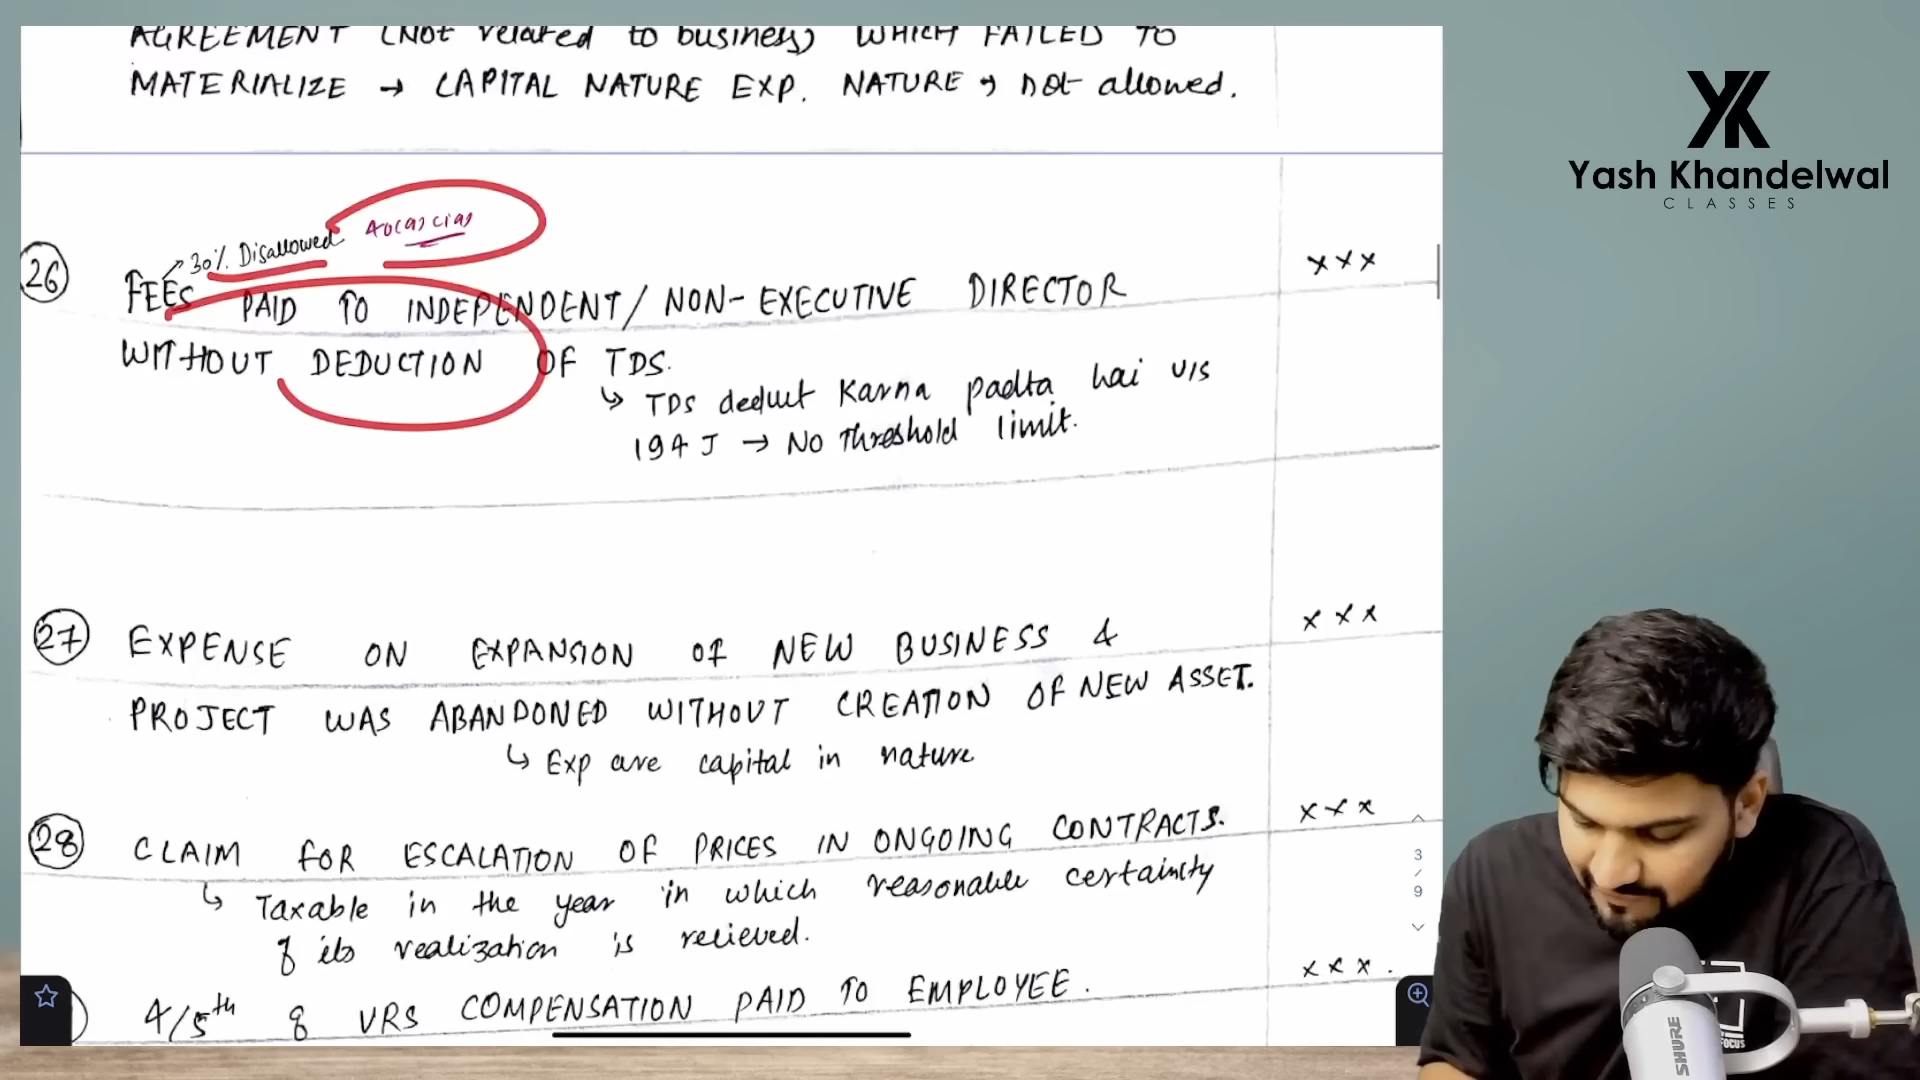 AGREEMENT (Not related to business) WHICH FAILED TO
MATERIALIZE → CAPITAL NATURE EXP. NATURE, not allowed.
30% Disallowed 40(a)(ia)
26 FEES PAID TO INDEPENDENT/ NON-EXECUTIVE DIRECTOR xxx
WITHOUT DEDUCTION OF TDS.
↳ TDS deduct Karna padta hai u/s
194 J → No Threshold limit.
27 EXPENSE ON EXPANSION OF NEW BUSINESS & xxx
PROJECT WAS ABANDONED WITHOUT CREATION OF NEW ASSET.
↳ Exp are capital in nature
28 CLAIM FOR ESCALATION OF PRICES IN ONGOING CONTRACTS. xxx
↳ Taxable in the year in which reasonable certainity
of its realization is relieved.
4/5th of VRS COMPENSATION PAID TO EMPLOYEE. xxx.
3
/
9
YK
Yash Khandelwal
CLASSES
SHURE
FOCUS